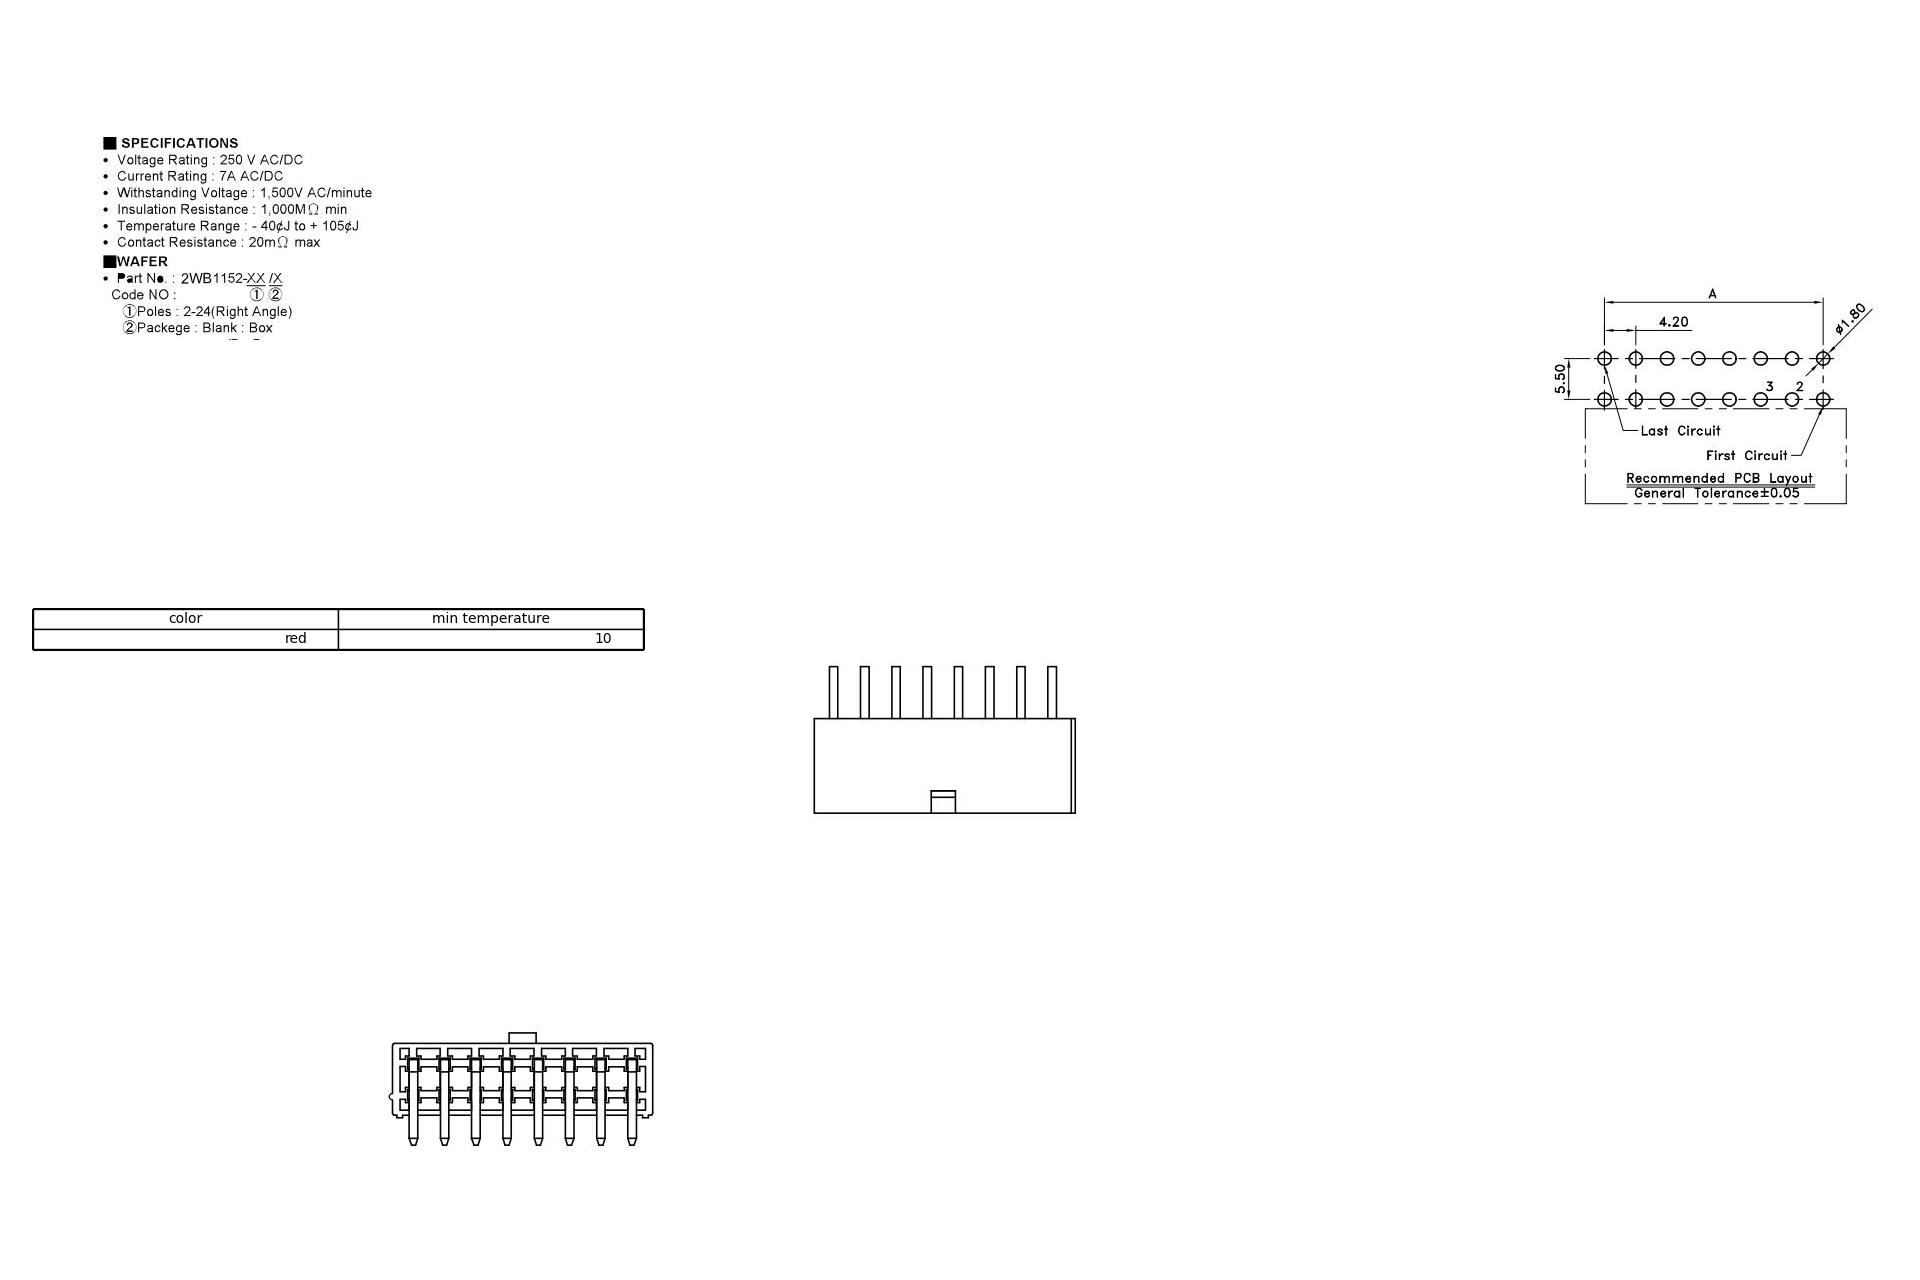 ■ SPECIFICATIONS
• Voltage Rating : 250 V AC/DC
• Current Rating : 7A AC/DC
• Withstanding Voltage : 1,500V AC/minute
• Insulation Resistance : 1,000MΩ min
• Temperature Range : - 40¢J to + 105¢J
• Contact Resistance : 20mΩ max
■WAFER
• Part No. : 2WB1152-XX /X
Code NO : ① ②
①Poles : 2-24(Right Angle)
②Packege : Blank : Box
A
4.20
ø1.80
5.50
3 2
Last Circuit
First Circuit
Recommended PCB Layout
General Tolerance±0.05
color min temperature
red 10